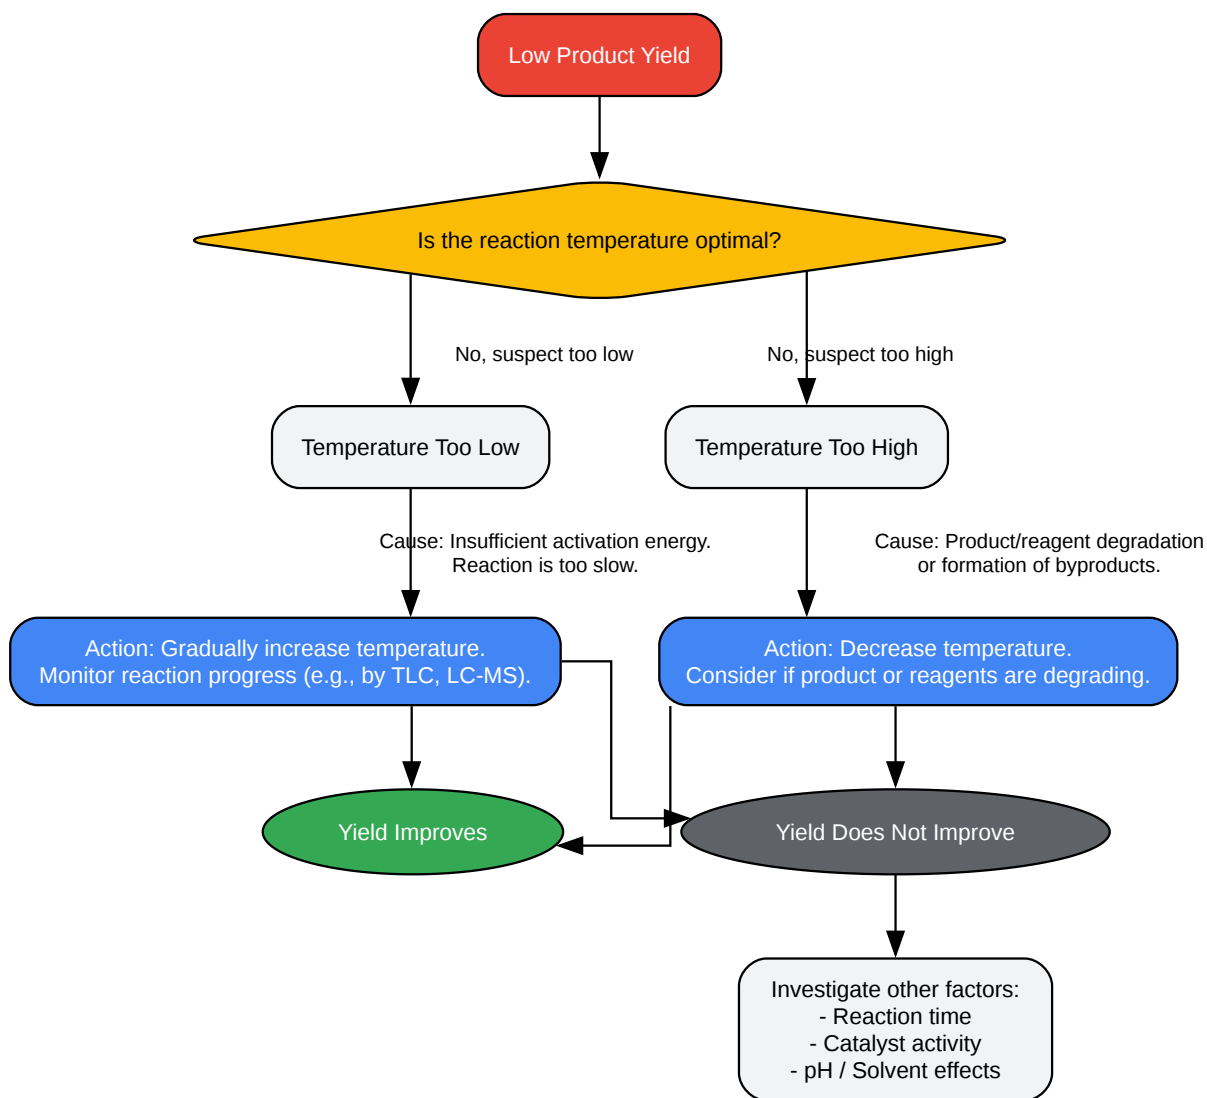 Low Product Yield
Is the reaction temperature optimal?
No, suspect too low
No, suspect too high
Temperature Too Low
Temperature Too High
Cause: Insufficient activation energy.
Reaction is too slow.
Cause: Product/reagent degradation
or formation of byproducts.
Action: Gradually increase temperature.
Monitor reaction progress (e.g., by TLC, LC-MS).
Action: Decrease temperature.
Consider if product or reagents are degrading.
Yield Improves
Yield Does Not Improve
Investigate other factors:
- Reaction time
- Catalyst activity
- pH / Solvent effects